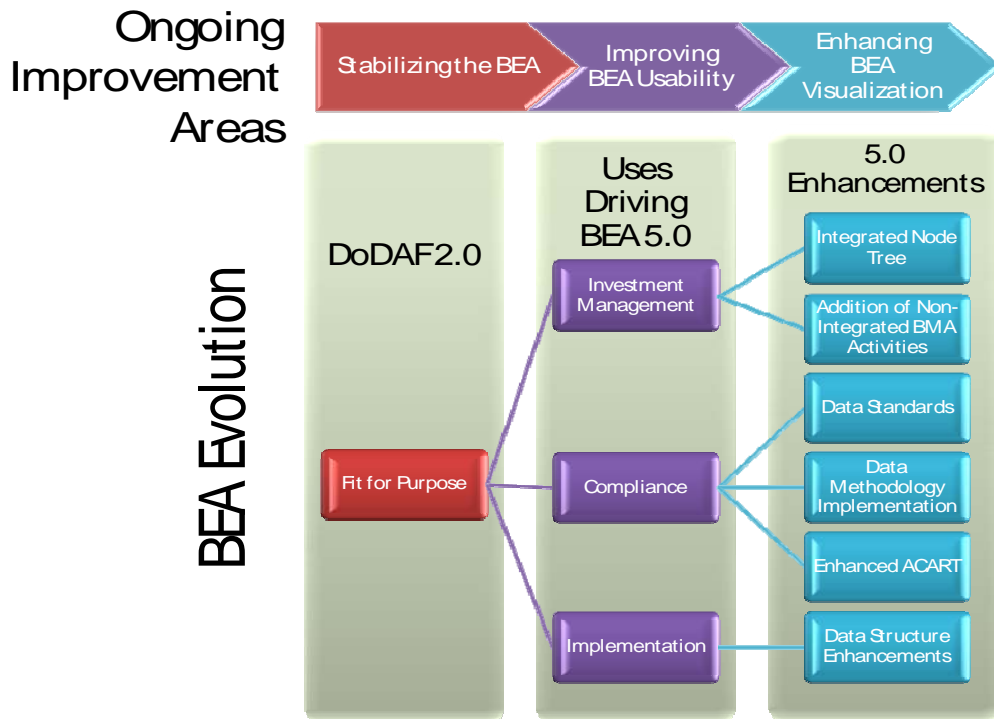 Ongoing
Improvement
Areas
Stabilizing the BEA
Improving
BEA Usability
Enhancing
BEA
Visualization
BEA Evolution
DoDAF 2.0
Fit for Purpose
Uses
Driving
BEA 5.0
Investment
Management
Compliance
Implementation
5.0
Enhancements
Integrated Node
Tree
Addition of Non-
Integrated BMA
Activities
Data Standards
Data
Methodology
Implementation
Enhanced ACART
Data Structure
Enhancements